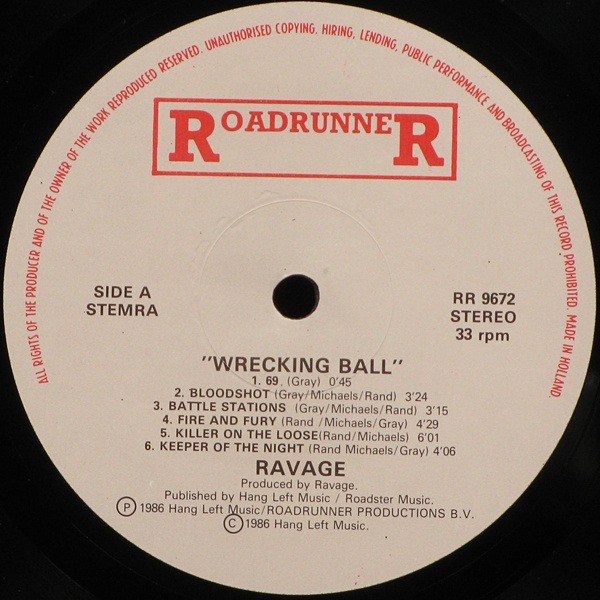 ALL RIGHTS OF THE PRODUCER AND OF THE OWNER OF THE WORK REPRODUCED RESERVED. UNAUTHORISED COPYING, HIRING, LENDING, PUBLIC PERFORMANCE AND BROADCASTING OF THIS RECORD PROHIBITED. MADE IN HOLLAND.
ROADRUNNER
SIDE A
STEMRA
RR 9672
STEREO
33 rpm
"WRECKING BALL"
1. 69. (Gray) 0'45
2. BLOODSHOT (Gray/Michaels/Rand) 3'24
3. BATTLE STATIONS (Gray/Michaels/Rand) 3'15
4. FIRE AND FURY (Rand /Michaels/Gray) 4'29
5. KILLER ON THE LOOSE(Rand/Michaels) 6'01
6. KEEPER OF THE NIGHT (Rand Michaels/Gray) 4'06
RAVAGE
Produced by Ravage.
Published by Hang Left Music / Roadster Music.
Ⓟ 1986 Hang Left Music/ROADRUNNER PRODUCTIONS B.V.
© 1986 Hang Left Music.